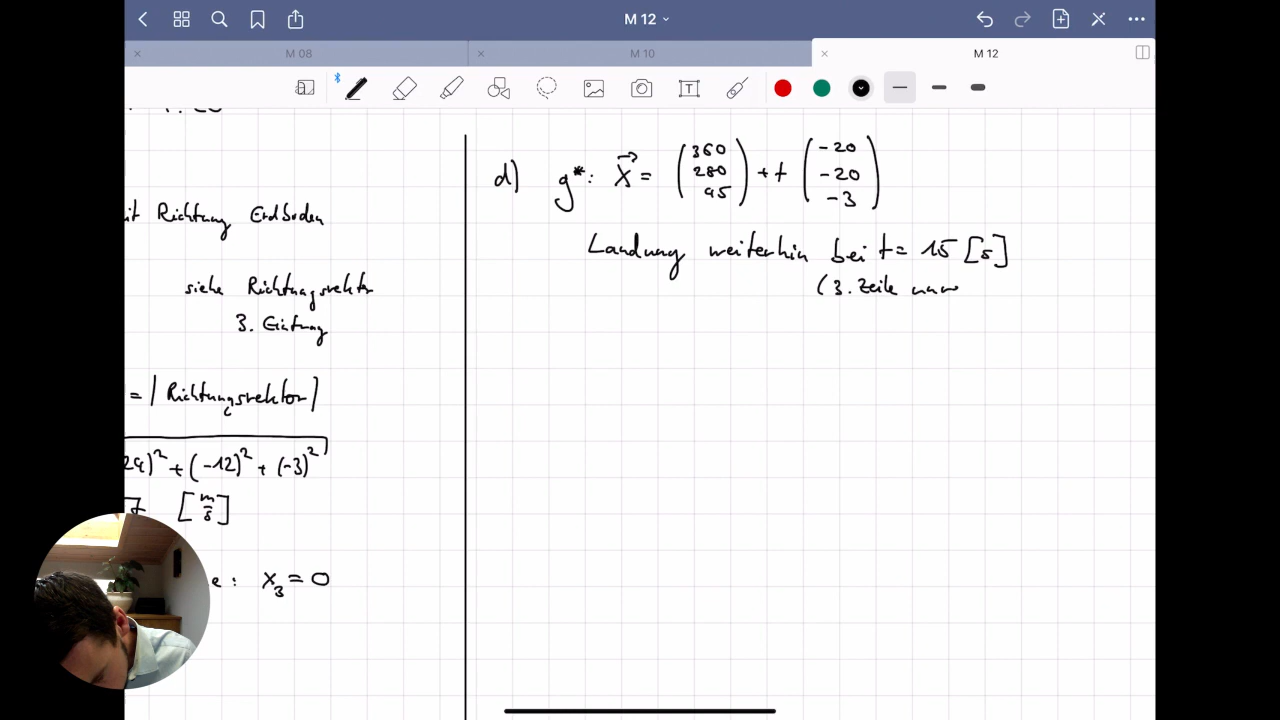 M 12
M 08
M 10
M 12
T
Richtung Erdboden
siehe Richtungsvektor
3. Eintrag
= | Richtungsvektor |
24)² + (-12)² + (-3)²
[m/s]
e : x₃ = 0
d) g*: x⃗ = (360 280 45) + t (-20 -20 -3)
Landung weiterhin bei t = 15 [s]
(3. Zeile unv